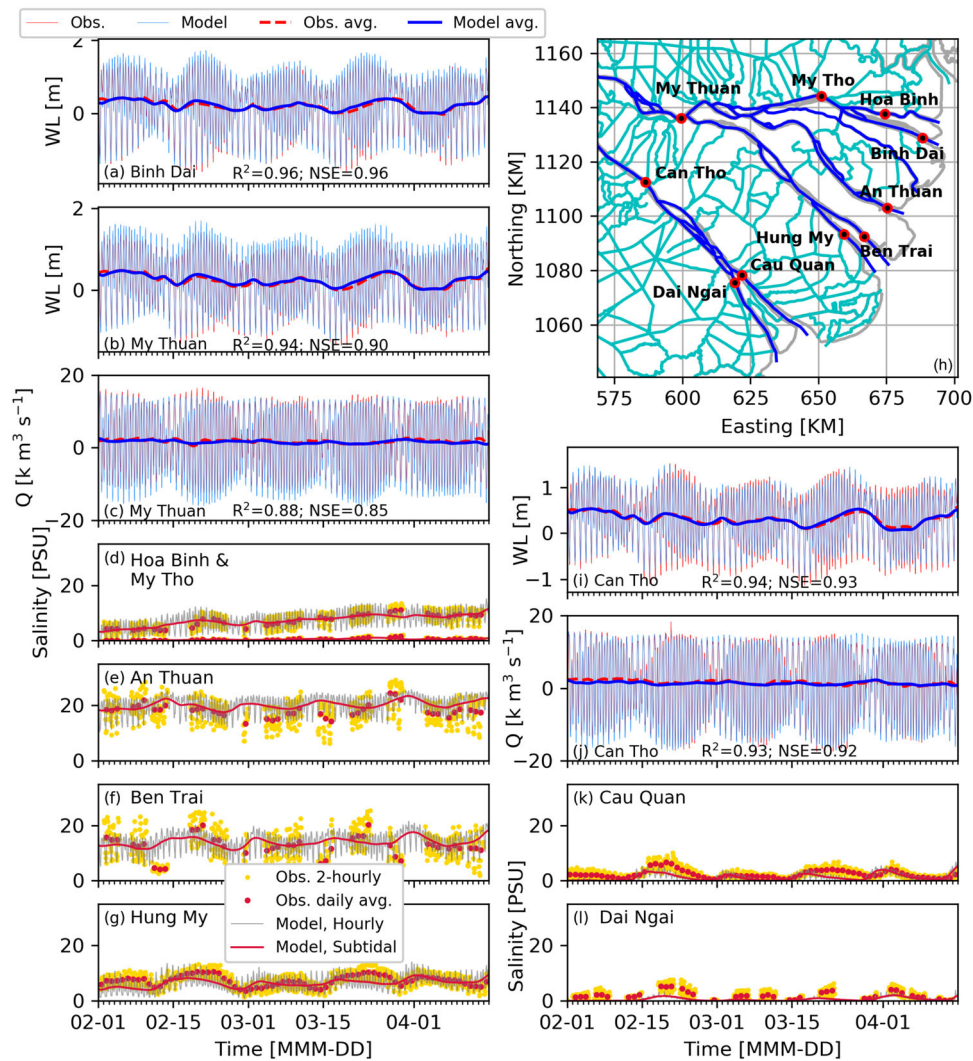 Obs. Model Obs. avg. Model avg.
2
0
WL [m]
(a) Binh Dai R²=0.96; NSE=0.96
2
0
WL [m]
(b) My Thuan R²=0.94; NSE=0.90
20
0
−20
Q [k m³ s⁻¹]
(c) My Thuan R²=0.88; NSE=0.85
Salinity [PSU]
20
0
(d) Hoa Binh &
My Tho
20
0
(e) An Thuan
20
0
(f) Ben Trai
Obs. 2-hourly
Obs. daily avg.
Model, Hourly
Model, Subtidal
20
0
(g) Hung My
02-01 02-15 03-01 03-15 04-01
Time [MMM-DD]
1160
1140
1120
1100
1080
1060
Northing [KM]
My Thuan
My Tho
Hoa Binh
Binh Dai
Can Tho
An Thuan
Hung My
Ben Trai
Cau Quan
Dai Ngai
(h)
575 600 625 650 675 700
Easting [KM]
1
0
−1
WL [m]
(i) Can Tho R²=0.94; NSE=0.93
20
0
−20
Q [k m³ s⁻¹]
(j) Can Tho R²=0.93; NSE=0.92
Salinity [PSU]
20
0
(k) Cau Quan
20
0
(l) Dai Ngai
02-01 02-15 03-01 03-15 04-01
Time [MMM-DD]